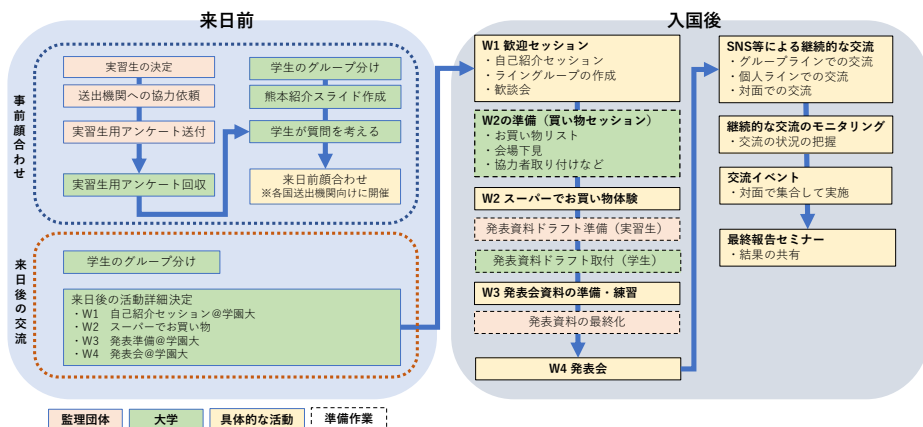 来日前
事前顔合わせ
実習生の決定
送出機関への協力依頼
実習生用アンケート送付
実習生用アンケート回収
学生のグループ分け
熊本紹介スライド作成
学生が質問を考える
来日前顔合わせ
※各国送出機関向けに開催
来日後の交流
学生のグループ分け
来日後の活動詳細決定
・W1 自己紹介セッション@学園大
・W2 スーパーでお買い物
・W3 発表準備@学園大
・W4 発表会@学園大
入国後
W1 歓迎セッション
・自己紹介セッション
・ライングループの作成
・歓談会
W2の準備（買い物セッション）
・お買い物リスト
・会場下見
・協力者取り付けなど
W2 スーパーでお買い物体験
発表資料ドラフト準備（実習生）
発表資料ドラフト取付（学生）
W3 発表会資料の準備・練習
発表資料の最終化
W4 発表会
SNS等による継続的な交流
・グループラインでの交流
・個人ラインでの交流
・対面での交流
継続的な交流のモニタリング
・交流の状況の把握
交流イベント
・対面で集合して実施
最終報告セミナー
・結果の共有
監理団体
大学
具体的な活動
準備作業